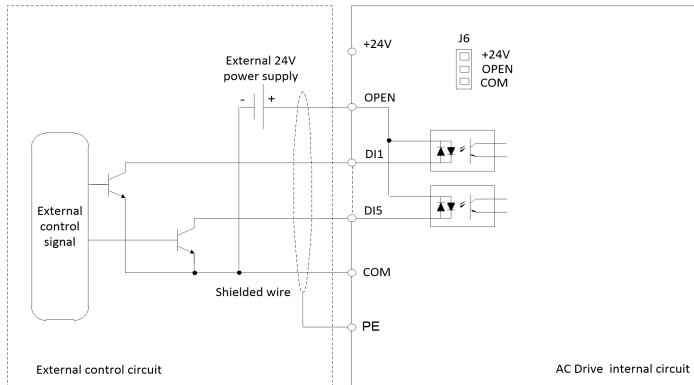 J6
+24V
+24V
OPEN
COM
External 24V
power supply
-
+
OPEN
DI1
External
control
signal
DI5
COM
Shielded wire
PE
External control circuit
AC Drive internal circuit